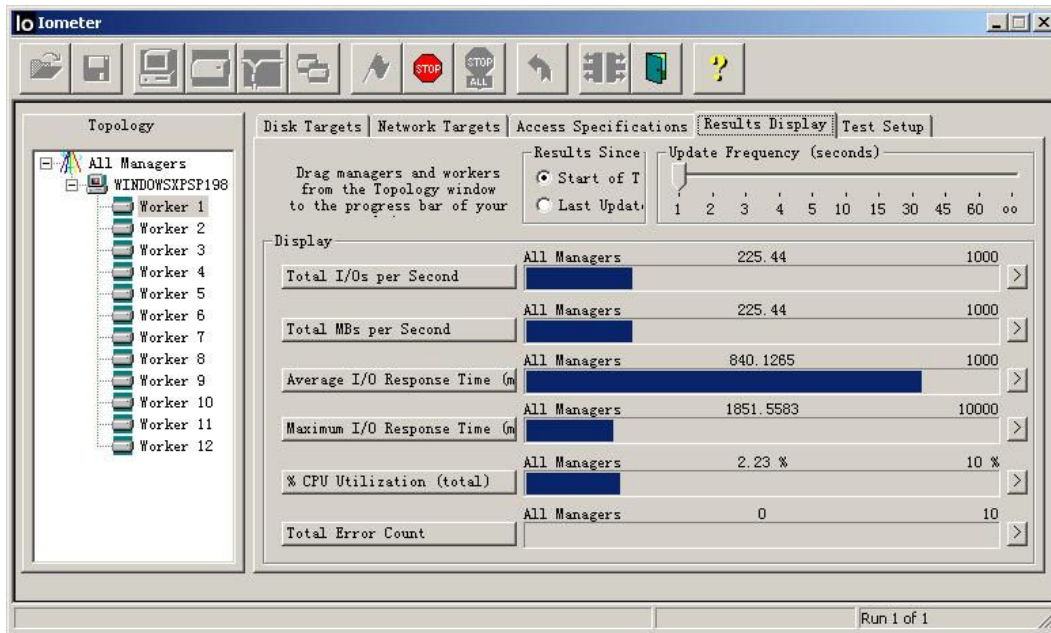 Iometer
STOP
STOP
ALL
Topology
All Managers
WINDOWSXPSP198
Worker 1
Worker 2
Worker 3
Worker 4
Worker 5
Worker 6
Worker 7
Worker 8
Worker 9
Worker 10
Worker 11
Worker 12
Disk Targets Network Targets Access Specifications Results Display Test Setup
Drag managers and workers
from the Topology window
to the progress bar of your
Results Since
Start of T
Last Updat
Update Frequency (seconds)
1 2 3 4 5 10 15 30 45 60 oo
Display
All Managers 225.44 1000
Total I/Os per Second
All Managers 225.44 1000
Total MBs per Second
All Managers 840.1265 1000
Average I/O Response Time (m
All Managers 1851.5583 10000
Maximum I/O Response Time (m
All Managers 2.23 % 10 %
% CPU Utilization (total)
All Managers 0 10
Total Error Count
Run 1 of 1